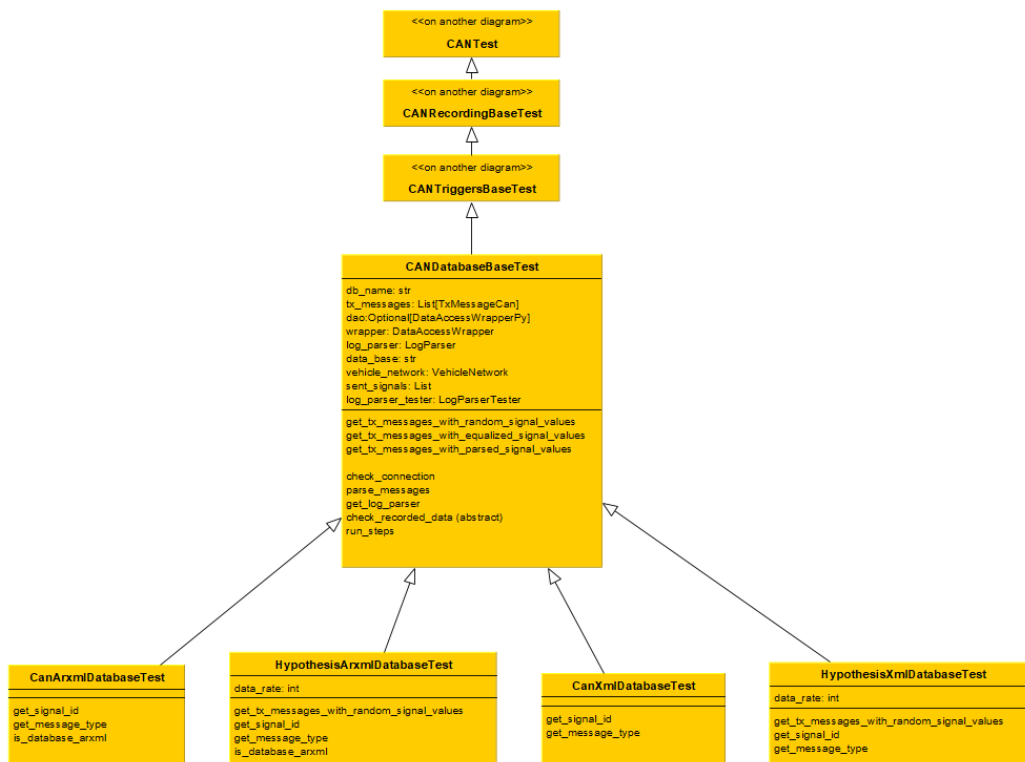 <<on another diagram>>
CANTest
<<on another diagram>>
CANRecordingBaseTest
<<on another diagram>>
CANTriggersBaseTest
CANDatabaseBaseTest
db_name: str
tx_messages: List[TxMessageCan]
dao:Optional[DataAccessWrapperPy]
wrapper: DataAccessWrapper
log_parser: LogParser
data_base: str
vehicle_network: VehicleNetwork
sent_signals: List
log_parser_tester: LogParserTester
get_tx_messages_with_random_signal_values
get_tx_messages_with_equalized_signal_values
get_tx_messages_with_parsed_signal_values
check_connection
parse_messages
get_log_parser
check_recorded_data (abstract)
run_steps
CanArxmlDatabaseTest
get_signal_id
get_message_type
is_database_arxml
HypothesisArxmlDatabaseTest
data_rate: int
get_tx_messages_with_random_signal_values
get_signal_id
get_message_type
is_database_arxml
CanXmlDatabaseTest
get_signal_id
get_message_type
HypothesisXmlDatabaseTest
data_rate: int
get_tx_messages_with_random_signal_values
get_signal_id
get_message_type